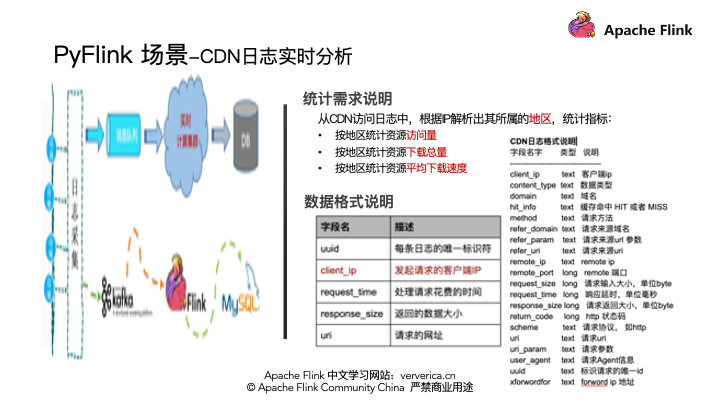 Apache Flink
PyFlink 场景-CDN日志实时分析
日志采集
消息队列
实时
计算集群
DB
kafka
Flink
MySQL
统计需求说明
从CDN访问日志中，根据IP解析出其所属的地区，统计指标：
• 按地区统计资源访问量
• 按地区统计资源下载总量
• 按地区统计资源平均下载速度
数据格式说明
字段名 描述
uuid 每条日志的唯一标识符
client_ip 发起请求的客户端IP
request_time 处理请求花费的时间
response_size 返回的数据大小
uri 请求的网址
CDN日志格式说明
字段名字 类型 说明
--------------------------------
client_ip text 客户端ip
content_type text 数据类型
domain text 域名
hit_info text 缓存命中 HIT 或者 MISS
method text 请求方法
refer_domain text 请求来源域名
refer_param text 请求来源url 参数
refer_uri text 请求来源uri
remote_ip text remote ip
remote_port long remote 端口
request_size long 请求输入大小，单位byte
request_time long 响应延时，单位毫秒
response_size long 请求返回大小，单位byte
return_code long http 状态码
scheme text 请求协议， 如http
uri text 请求uri
uri_param text 请求参数
user_agent text 请求Agent信息
uuid text 标识请求的唯一id
xforwordfor text forword ip 地址
Apache Flink 中文学习网站：ververica.cn
© Apache Flink Community China 严禁商业用途